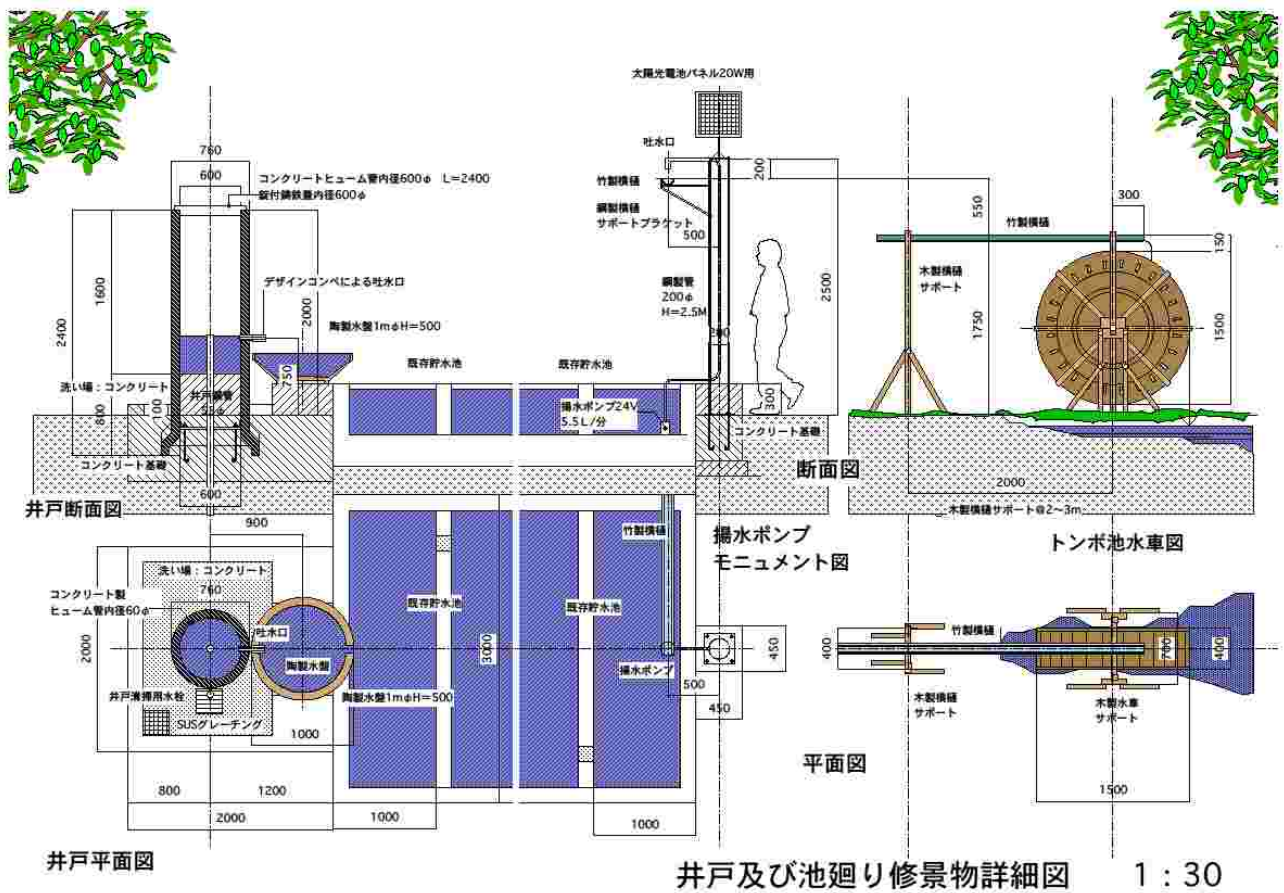 太陽光電池パネル20W用
760
600
コンクリートヒューム管内径600φ L=2400
錠付鋳鉄蓋内径600φ
吐水口
200
竹製横樋
鋼製横樋
サポートブラケット
500
550
300
竹製横樋
150
デザインコンペによる吐水口
1600
2400
2000
陶製水盤1mφH=500
鋼製管
200φ
H=2.5M
200
2500
木製横樋
サポート
1750
1500
既存貯水池
既存貯水池
洗い場:コンクリート
井戸鋼管
750
800
揚水ポンプ24V
5.5L/分
300
コンクリート基礎
コンクリート基礎
600
断面図
2000
井戸断面図
900
木製横樋サポート@2~3m
揚水ポンプ
モニュメント図
トンボ池水車図
竹製横樋
洗い場:コンクリート
760
コンクリート製
ヒューム管内径60φ
既存貯水池
既存貯水池
吐水口
2000
陶製水盤
3000
揚水ポンプ
450
500
450
竹製横樋
400
700
400
井戸清掃用水栓
陶製水盤1mφH=500
SUSグレーチング
1000
木製横樋
サポート
木製水車
サポート
平面図
1500
800
1200
2000
1000
1000
井戸平面図
井戸及び池廻り修景物詳細図 1:30